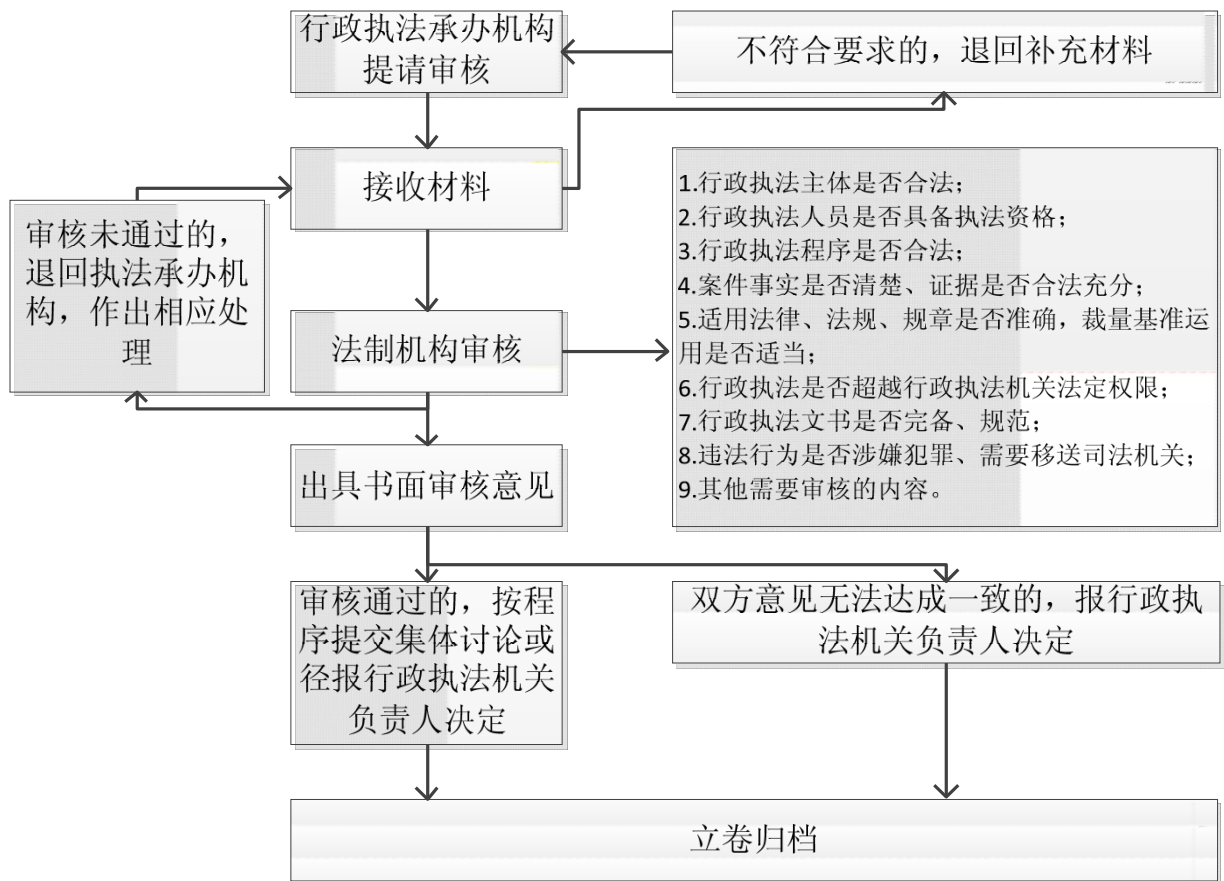 行政执法承办机构
提请审核
不符合要求的，退回补充材料
接收材料
1.行政执法主体是否合法；
2.行政执法人员是否具备执法资格；
3.行政执法程序是否合法；
4.案件事实是否清楚、证据是否合法充分；
5.适用法律、法规、规章是否准确，裁量基准运
用是否适当；
6.行政执法是否超越行政执法机关法定权限；
7.行政执法文书是否完备、规范；
8.违法行为是否涉嫌犯罪、需要移送司法机关；
9.其他需要审核的内容。
审核未通过的，
退回执法承办机
构，作出相应处
理
法制机构审核
出具书面审核意见
审核通过的，按程
序提交集体讨论或
径报行政执法机关
负责人决定
双方意见无法达成一致的，报行政执
法机关负责人决定
立卷归档